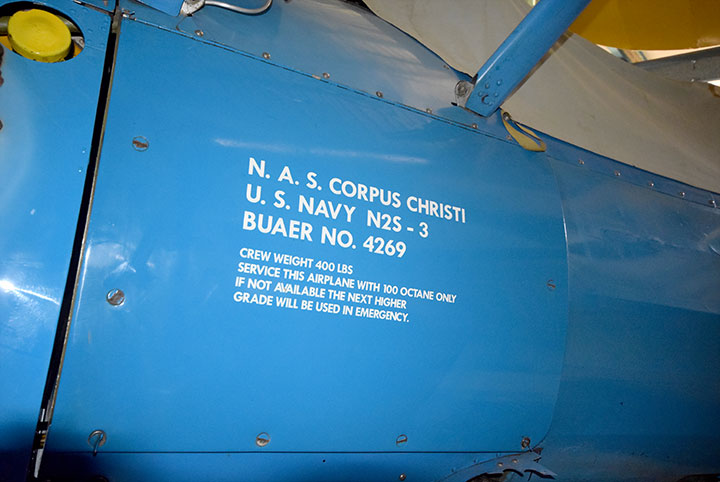 N. A. S. CORPUS CHRISTI
U. S. NAVY N2S - 3
BUAER NO. 4269
CREW WEIGHT 400 LBS
SERVICE THIS AIRPLANE WITH 100 OCTANE ONLY
IF NOT AVAILABLE THE NEXT HIGHER
GRADE WILL BE USED IN EMERGENCY.